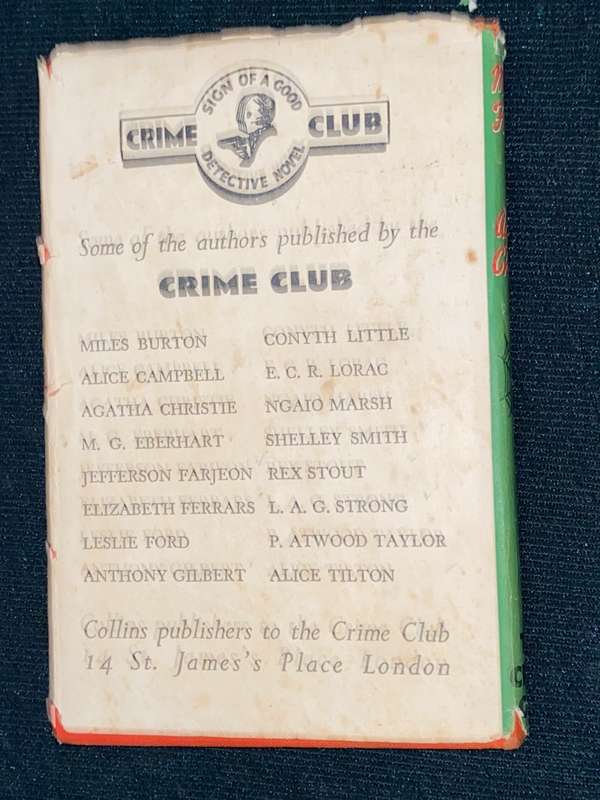 SIGN OF A GOOD
CRIME CLUB
DETECTIVE NOVEL
Some of the authors published by the
CRIME CLUB
MILES BURTON
ALICE CAMPBELL
AGATHA CHRISTIE
M. G. EBERHART
JEFFERSON FARJEON
ELIZABETH FERRARS
LESLIE FORD
ANTHONY GILBERT
CONYTH LITTLE
E. C. R. LORAC
NGAIO MARSH
SHELLEY SMITH
REX STOUT
L. A. G. STRONG
P. ATWOOD TAYLOR
ALICE TILTON
Collins publishers to the Crime Club
14 St. James's Place London